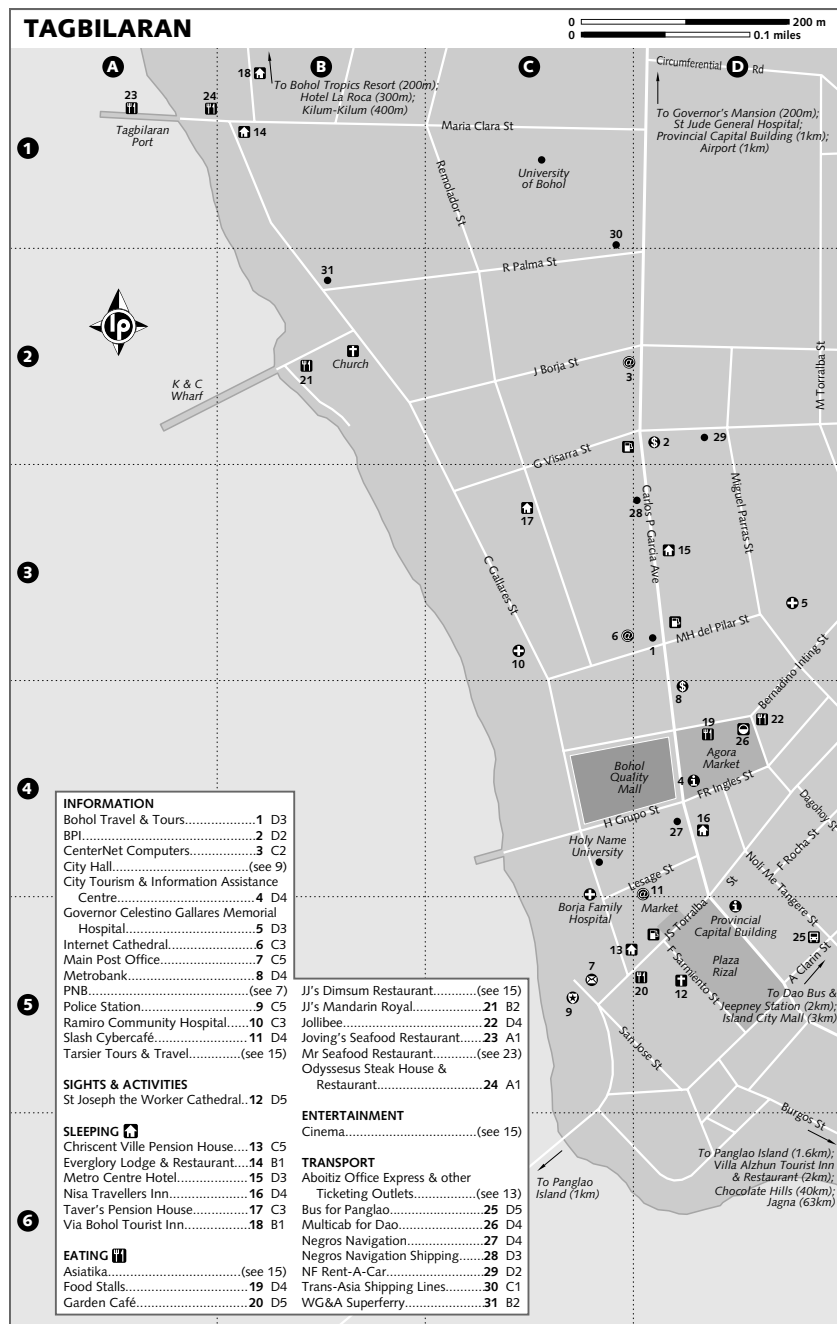 TAGBILARAN
0 200 m
0 0.1 miles
A B C D
1
2
3
4
5
6
23
24
18
To Bohol Tropics Resort (200m);
Hotel La Roca (300m);
Kilum-Kilum (400m)
Circumferential Rd
To Governor's Mansion (200m);
St Jude General Hospital;
Provincial Capital Building (1km);
Airport (1km)
Tagbilaran
Port
14
Maria Clara St
University
of Bohol
Remolador St
30
R Palma St
31
lp
Church
21
K & C
Wharf
J Borja St
3
M Torralba St
2
29
G Visarra St
17
28
Carlos P Garcia Ave
15
Miguel Parras St
C Gallares St
5
6
1
MH del Pilar St
10
Bernadino Inting St
8
19
26
22
Agora
Market
Bohol
Quality
Mall
4
FR Ingles St
H Grupo St
27
16
Dagohoy St
Holy Name
University
F Rocha St
Noli Me Tangere St
Lesage St
11
Market
Borja Family
Hospital
JS Torralba St
Provincial
Capital Building
25
13
Plaza
Rizal
A Clarin St
7
F Sarmiento St
20
12
9
To Dao Bus &
Jeepney Station (2km);
Island City Mall (3km)
San Jose St
Burgos St
To Panglao
Island (1km)
To Panglao Island (1.6km);
Villa Alzhun Tourist Inn
& Restaurant (2km);
Chocolate Hills (40km);
Jagna (63km)
INFORMATION
Bohol Travel & Tours....................1 D3
BPI....................2 D2
CenterNet Computers....................3 C2
City Hall....................(see 9)
City Tourism & Information Assistance
Centre....................4 D4
Governor Celestino Gallares Memorial
Hospital....................5 D3
Internet Cathedral....................6 C3
Main Post Office....................7 C5
Metrobank....................8 D4
PNB....................(see 7)
Police Station....................9 C5
Ramiro Community Hospital.....10 C3
Slash Cybercafé....................11 D4
Tarsier Tours & Travel....................(see 15)
SIGHTS & ACTIVITIES
St Joseph the Worker Cathedral..12 D5
SLEEPING
Chriscent Ville Pension House....13 C5
Everglory Lodge & Restaurant....14 B1
Metro Centre Hotel....................15 D3
Nisa Travellers Inn....................16 D4
Taver's Pension House....................17 C3
Via Bohol Tourist Inn....................18 B1
EATING
Asiatika....................(see 15)
Food Stalls....................19 D4
Garden Café....................20 D5
JJ's Dimsum Restaurant....................(see 15)
JJ's Mandarin Royal....................21 B2
Jollibee....................22 D4
Joving's Seafood Restaurant.....23 A1
Mr Seafood Restaurant....................(see 23)
Odyssesus Steak House &
Restaurant....................24 A1
ENTERTAINMENT
Cinema....................(see 15)
TRANSPORT
Aboitiz Office Express & other
Ticketing Outlets....................(see 13)
Bus for Panglao....................25 D5
Multicab for Dao....................26 D4
Negros Navigation....................27 D4
Negros Navigation Shipping.....28 D3
NF Rent-A-Car....................29 D2
Trans-Asia Shipping Lines.....30 C1
WG&A Superferry....................31 B2